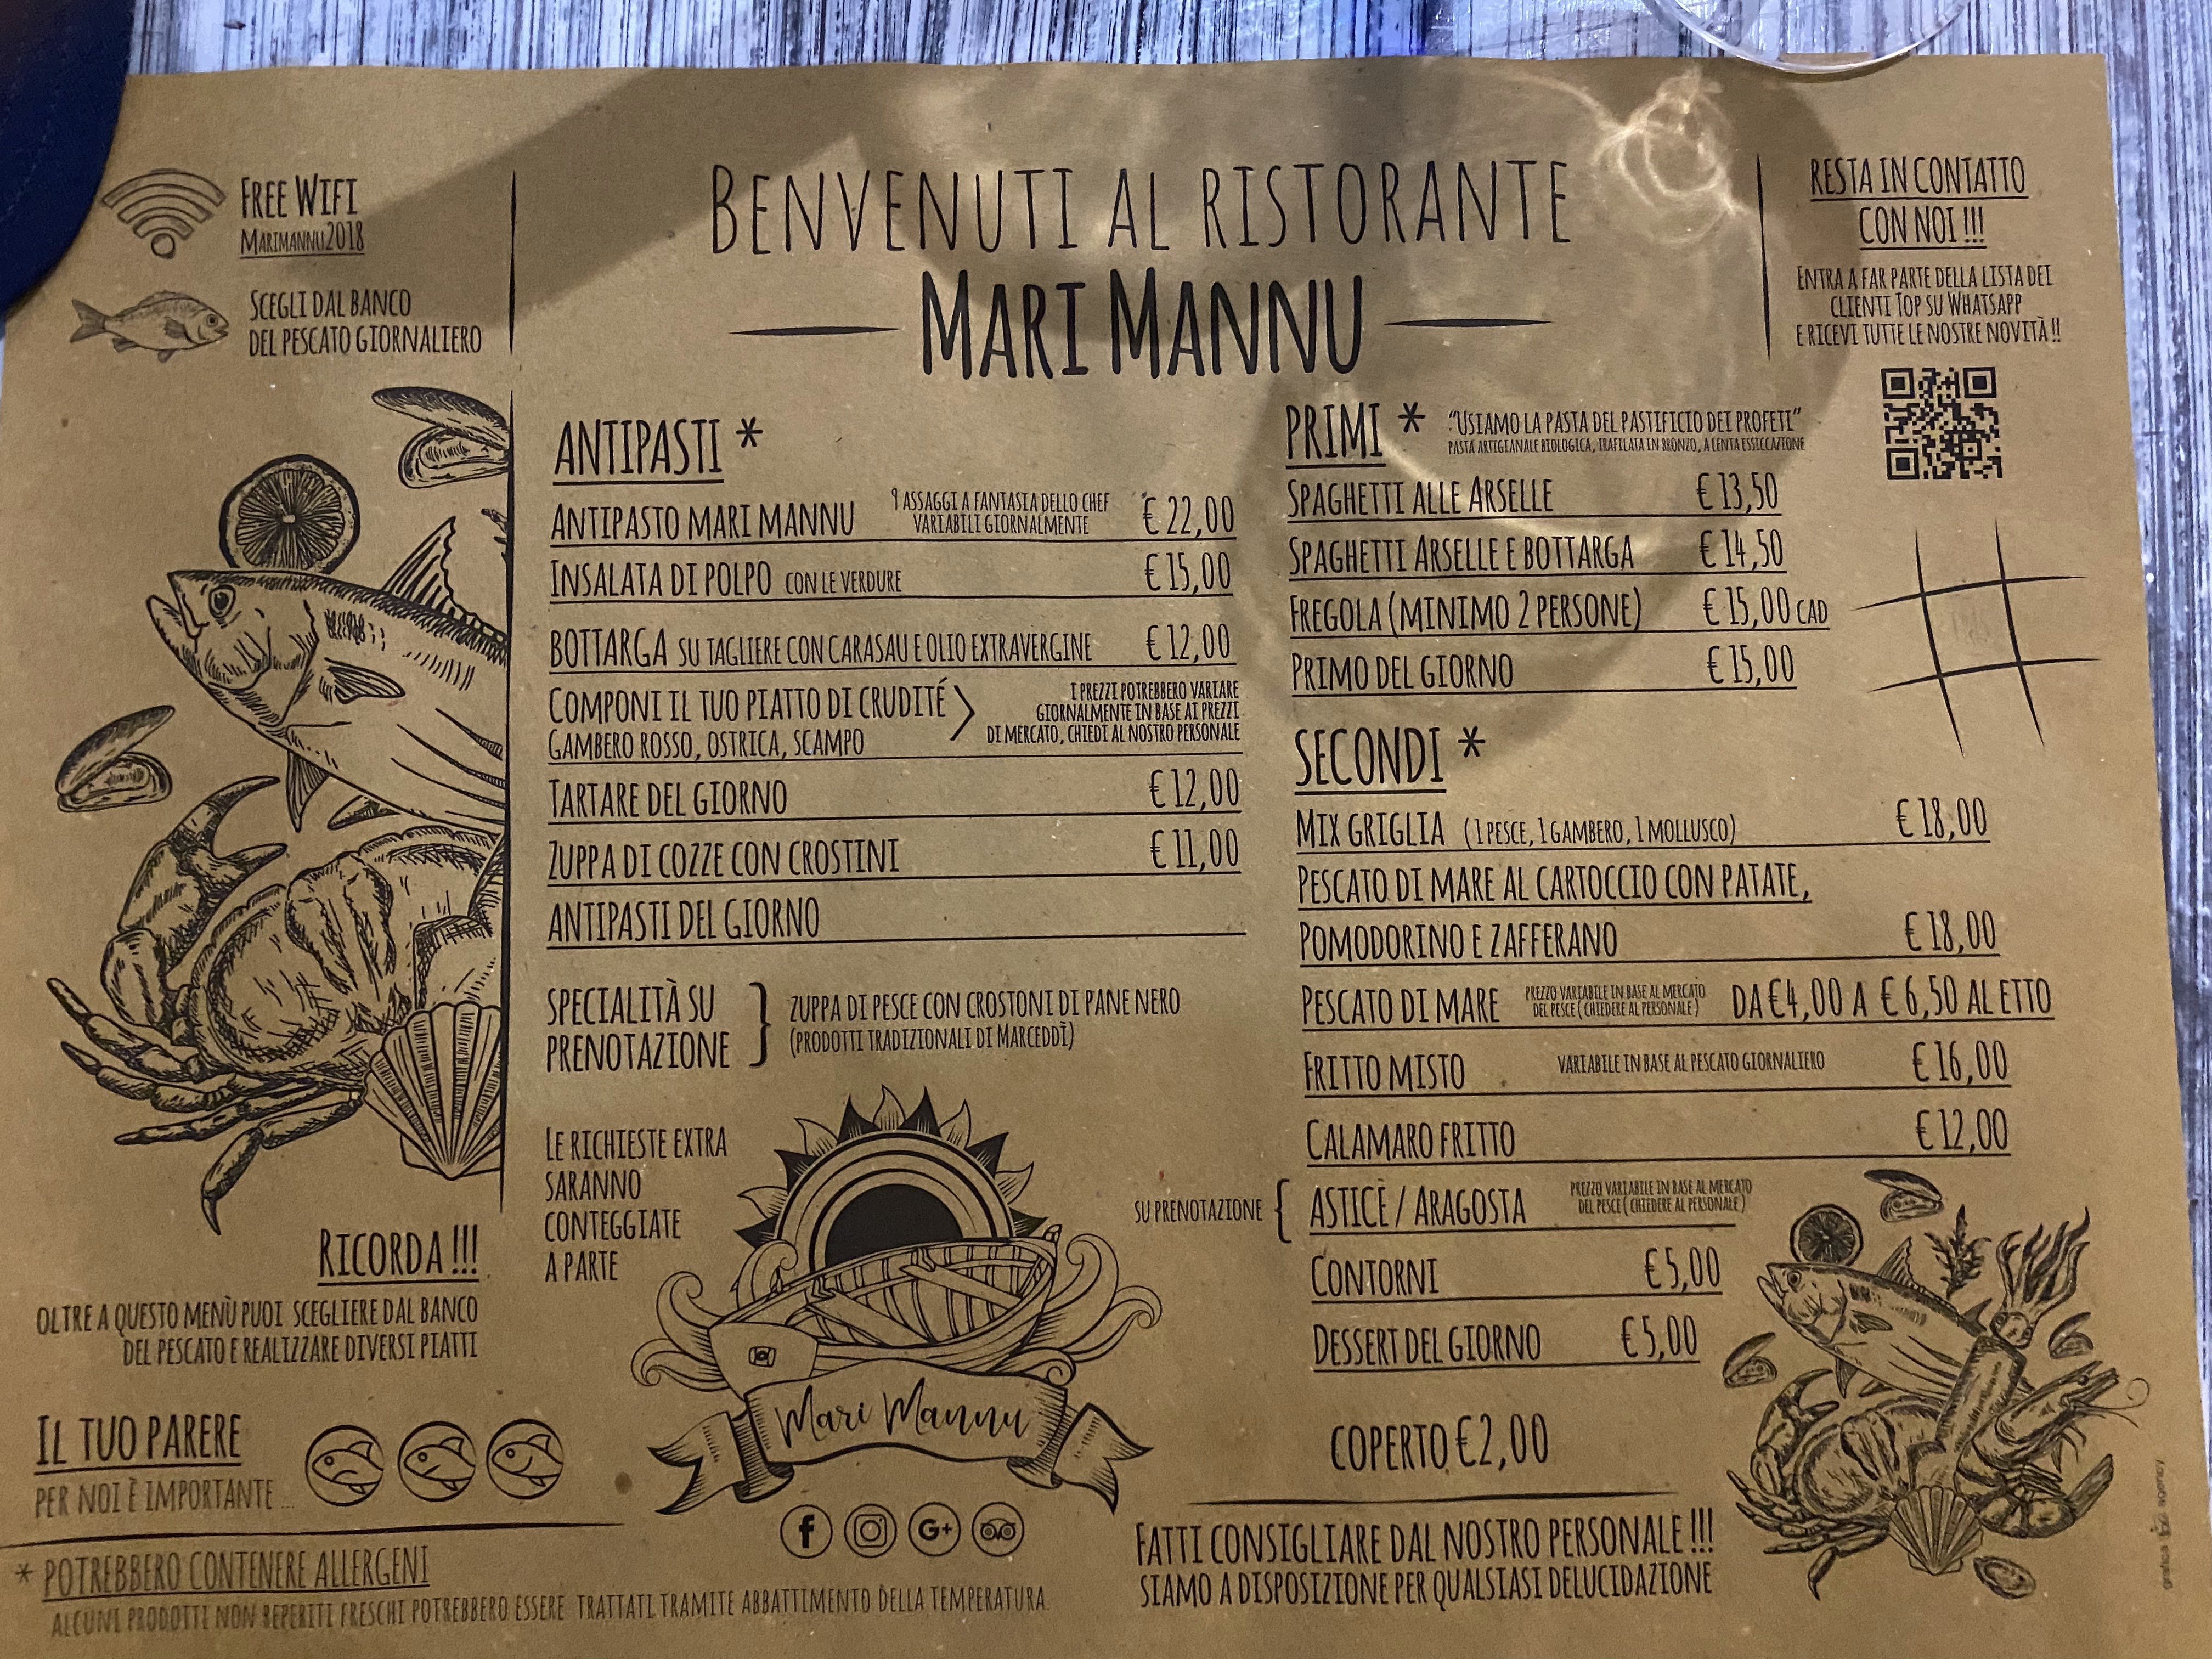 FREE WIFI
MARIMANNU2018
SCEGLI DAL BANCO
DEL PESCATO GIORNALIERO
BENVENUTI AL RISTORANTE
MARI MANNU
RESTA IN CONTATTO
CON NOI !!!
ENTRA A FAR PARTE DELLA LISTA DEI
CLIENTI TOP SU WHATSAPP
E RICEVI TUTTE LE NOSTRE NOVITÀ !!
ANTIPASTI *
ANTIPASTO MARI MANNU 9 ASSAGGI A FANTASIA DELLO CHEF € 22,00
VARIABILI GIORNALMENTE
INSALATA DI POLPO CON LE VERDURE € 15,00
BOTTARGA SU TAGLIERE CON CARASAU E OLIO EXTRAVERGINE € 12,00
COMPONI IL TUO PIATTO DI CRUDITÉ
GAMBERO ROSSO, OSTRICA, SCAMPO
I PREZZI POTREBBERO VARIARE
GIORNALMENTE IN BASE AI PREZZI
DI MERCATO, CHIEDI AL NOSTRO PERSONALE
TARTARE DEL GIORNO € 12,00
ZUPPA DI COZZE CON CROSTINI € 11,00
ANTIPASTI DEL GIORNO
SPECIALITÀ SU
PRENOTAZIONE
ZUPPA DI PESCE CON CROSTONI DI PANE NERO
(PRODOTTI TRADIZIONALI DI MARCEDDÌ)
LE RICHIESTE EXTRA
SARANNO
CONTEGGIATE
A PARTE
Mari Mannu
PRIMI * "USIAMO LA PASTA DEL PASTIFICIO DEI PROFETI"
PASTA ARTIGIANALE BIOLOGICA, TRAFILATA IN BRONZO, A LENTA ESSICCAZIONE
SPAGHETTI ALLE ARSELLE € 13,50
SPAGHETTI ARSELLE E BOTTARGA € 14,50
FREGOLA (MINIMO 2 PERSONE) € 15,00 CAD
PRIMO DEL GIORNO € 15,00
SECONDI *
MIX GRIGLIA (1 PESCE, 1 GAMBERO, 1 MOLLUSCO) € 18,00
PESCATO DI MARE AL CARTOCCIO CON PATATE,
POMODORINO E ZAFFERANO € 18,00
PESCATO DI MARE PREZZO VARIABILE IN BASE AL MERCATO DA €4,00 A € 6,50 AL ETTO
DEL PESCE ( CHIEDERE AL PERSONALE )
FRITTO MISTO VARIABILE IN BASE AL PESCATO GIORNALIERO € 16,00
CALAMARO FRITTO € 12,00
SU PRENOTAZIONE { ASTICE / ARAGOSTA PREZZO VARIABILE IN BASE AL MERCATO
DEL PESCE ( CHIEDERE AL PERSONALE )
CONTORNI € 5,00
DESSERT DEL GIORNO € 5,00
COPERTO €2,00
FATTI CONSIGLIARE DAL NOSTRO PERSONALE !!!
SIAMO A DISPOSIZIONE PER QUALSIASI DELUCIDAZIONE
RICORDA !!!
OLTRE A QUESTO MENÙ PUOI SCEGLIERE DAL BANCO
DEL PESCATO E REALIZZARE DIVERSI PIATTI
IL TUO PARERE
PER NOI È IMPORTANTE ...
f G+
* POTREBBERO CONTENERE ALLERGENI
ALCUNI PRODOTTI NON REPERITI FRESCHI POTREBBERO ESSERE TRATTATI TRAMITE ABBATTIMENTO DELLA TEMPERATURA.
grafica agency